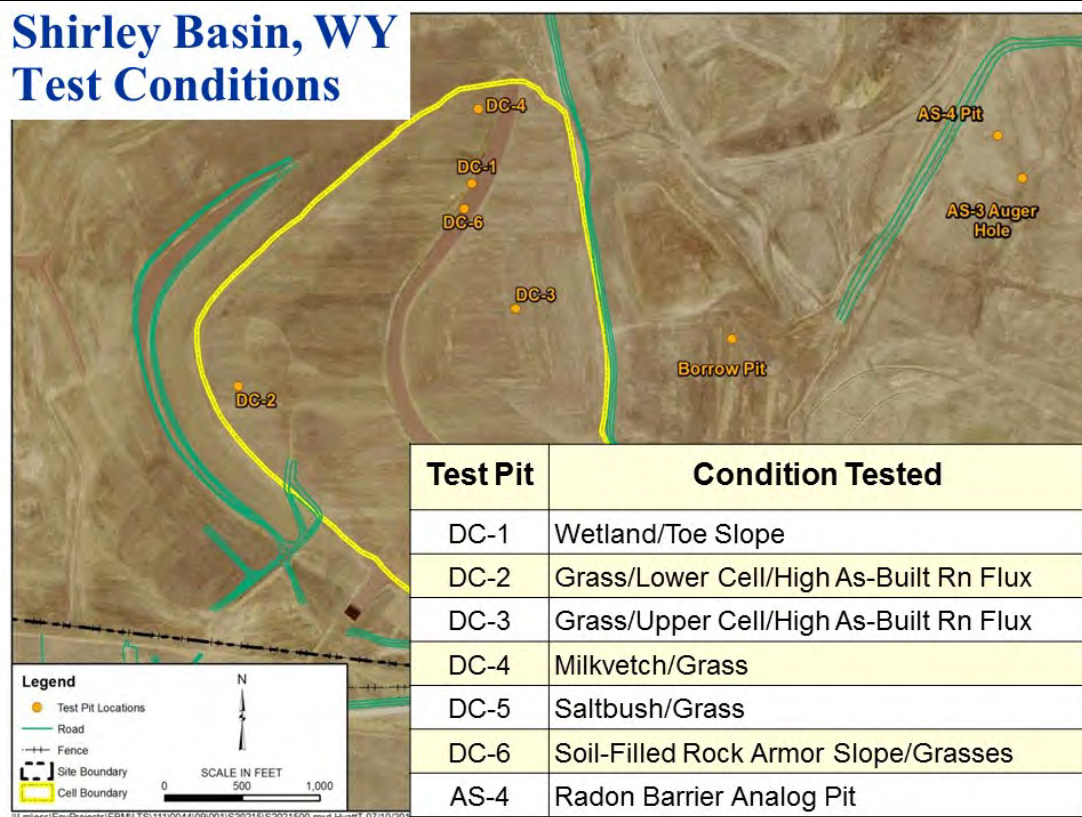 Shirley Basin, WY
Test Conditions
DC-4
AS-4 Pit
DC-1
AS-3 Auger
Hole
DC-6
DC-3
Borrow Pit
DC-2
Test Pit Condition Tested
DC-1 Wetland/Toe Slope
DC-2 Grass/Lower Cell/High As-Built Rn Flux
DC-3 Grass/Upper Cell/High As-Built Rn Flux
DC-4 Milkvetch/Grass
DC-5 Saltbush/Grass
DC-6 Soil-Filled Rock Armor Slope/Grasses
AS-4 Radon Barrier Analog Pit
Legend
Test Pit Locations
Road
Fence
Site Boundary
Cell Boundary
N
SCALE IN FEET
0 500 1,000